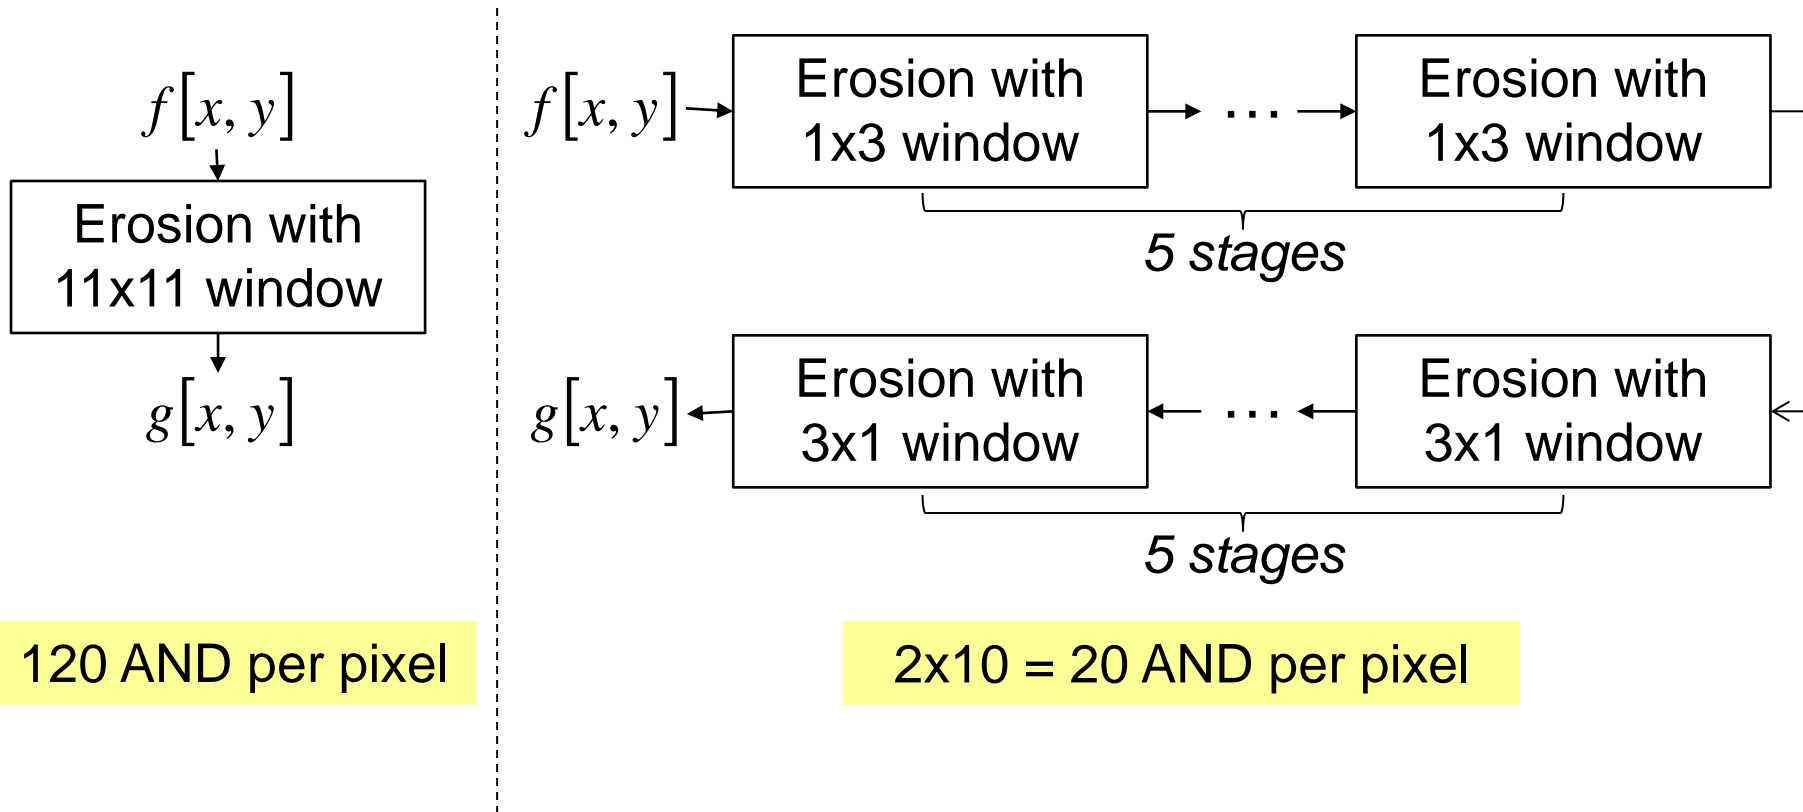 f[x, y]
Erosion with
11x11 window
g[x, y]
120 AND per pixel
f[x, y]
Erosion with
1x3 window
...
Erosion with
1x3 window
5 stages
g[x, y]
Erosion with
3x1 window
...
Erosion with
3x1 window
5 stages
2x10 = 20 AND per pixel